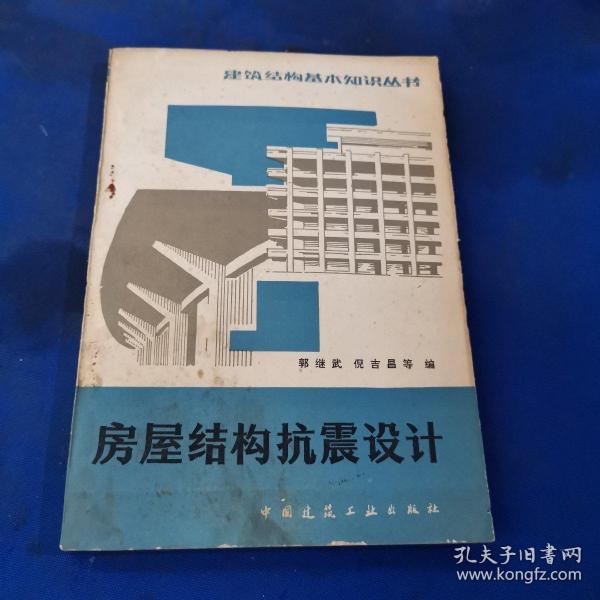 建筑结构基本知识丛书
郭继武 倪吉昌等 编
房屋结构抗震设计
中国建筑工业出版社
孔夫子旧书网
www.kongfz.com